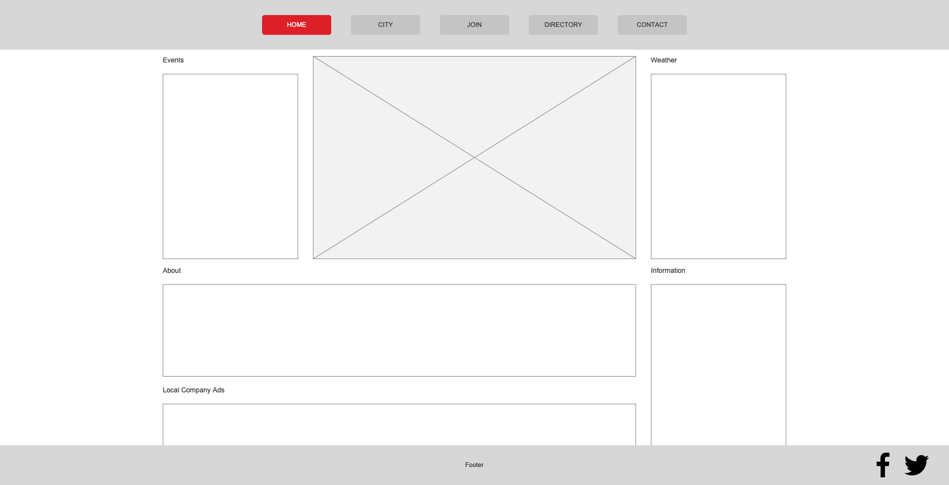 HOME
CITY
JOIN
DIRECTORY
CONTACT
Events
Weather
About
Information
Local Company Ads
Footer